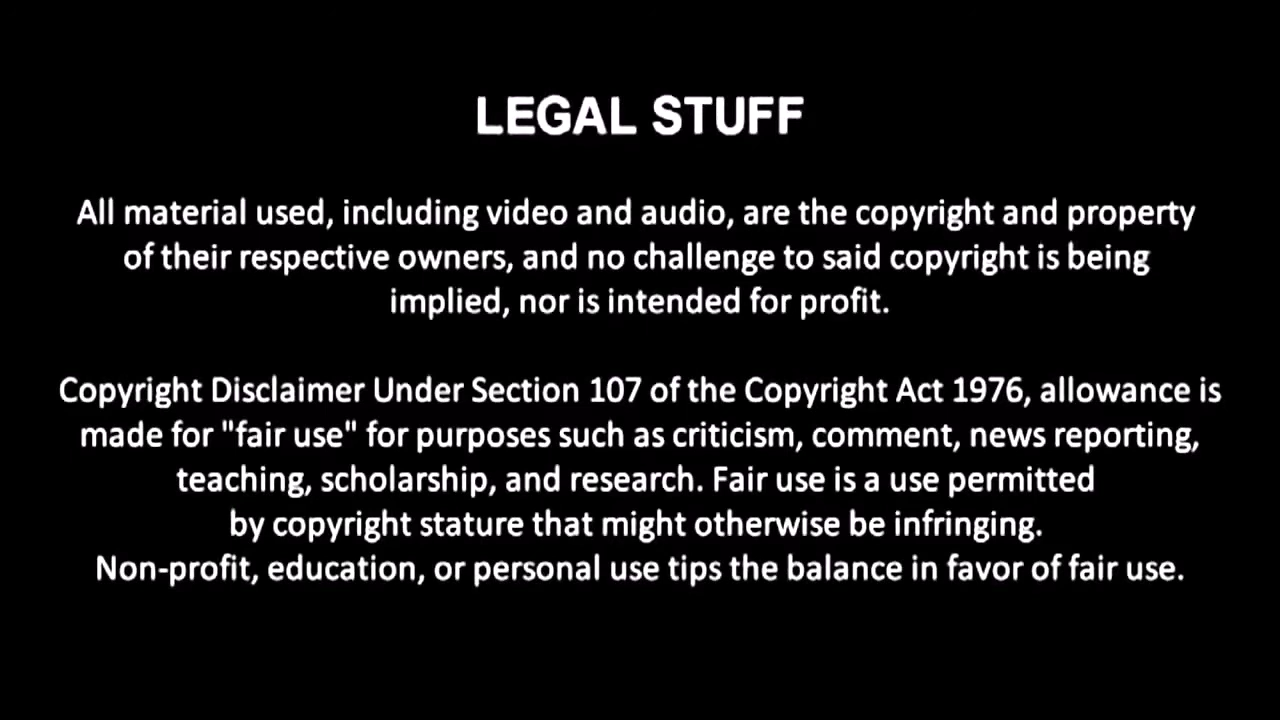 LEGAL STUFF
All material used, including video and audio, are the copyright and property
of their respective owners, and no challenge to said copyright is being
implied, nor is intended for profit.
Copyright Disclaimer Under Section 107 of the Copyright Act 1976, allowance is
made for "fair use" for purposes such as criticism, comment, news reporting,
teaching, scholarship, and research. Fair use is a use permitted
by copyright stature that might otherwise be infringing.
Non-profit, education, or personal use tips the balance in favor of fair use.